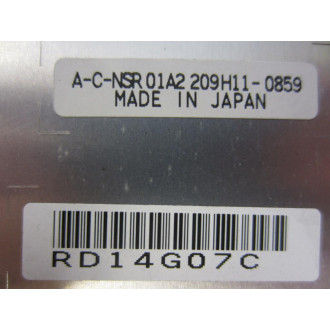 A-C-NSR 01A2 209H11-0859
MADE IN JAPAN
RD14G07C